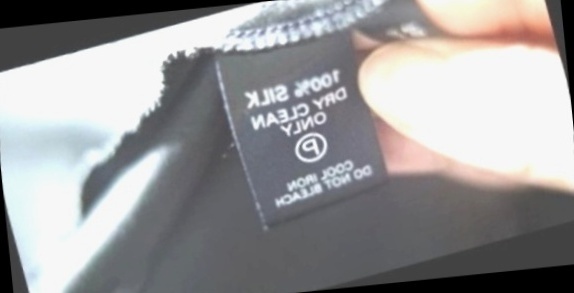 100% SILK
DRY CLEAN
ONLY
P
COOL IRON
DO NOT BLEACH